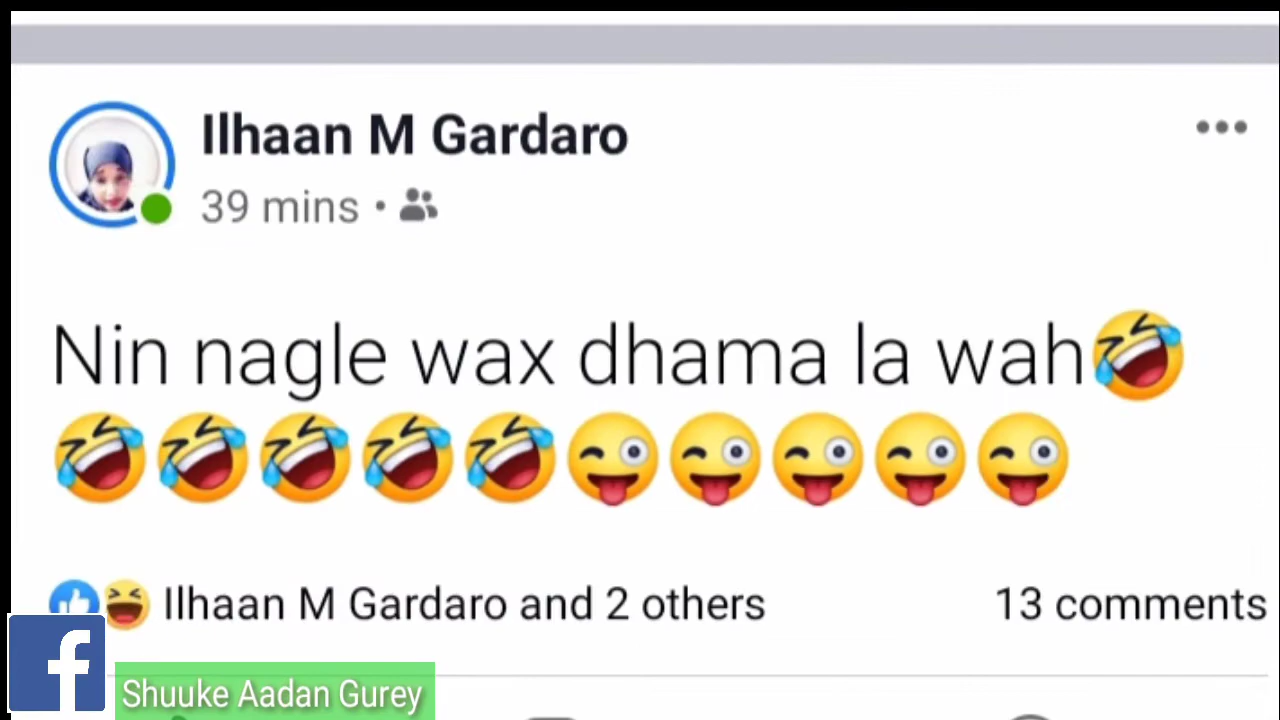 Ilhaan M Gardaro
39 mins •
Nin nagle wax dhama la wah🤣
🤣🤣🤣🤣🤣😜😜😜😜😜
Ilhaan M Gardaro and 2 others 13 comments
f
Shuuke Aadan Gurey